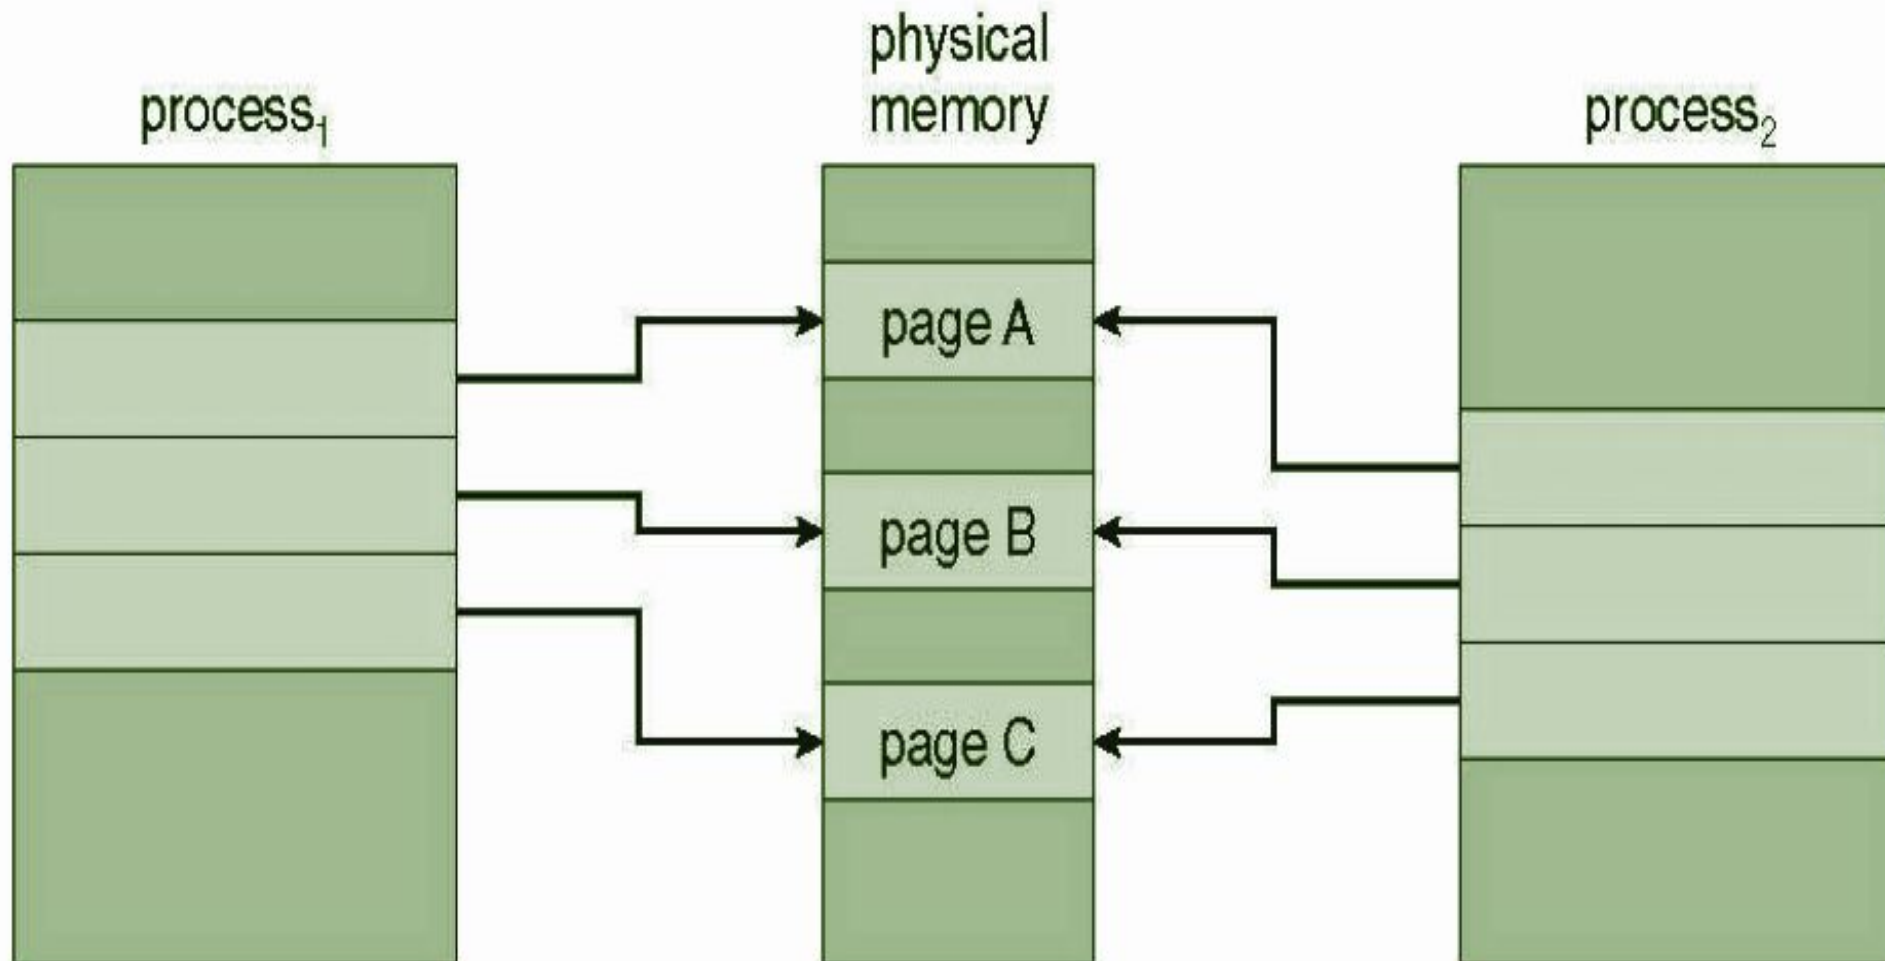 physical
memory
process₁
process₂
page A
page B
page C